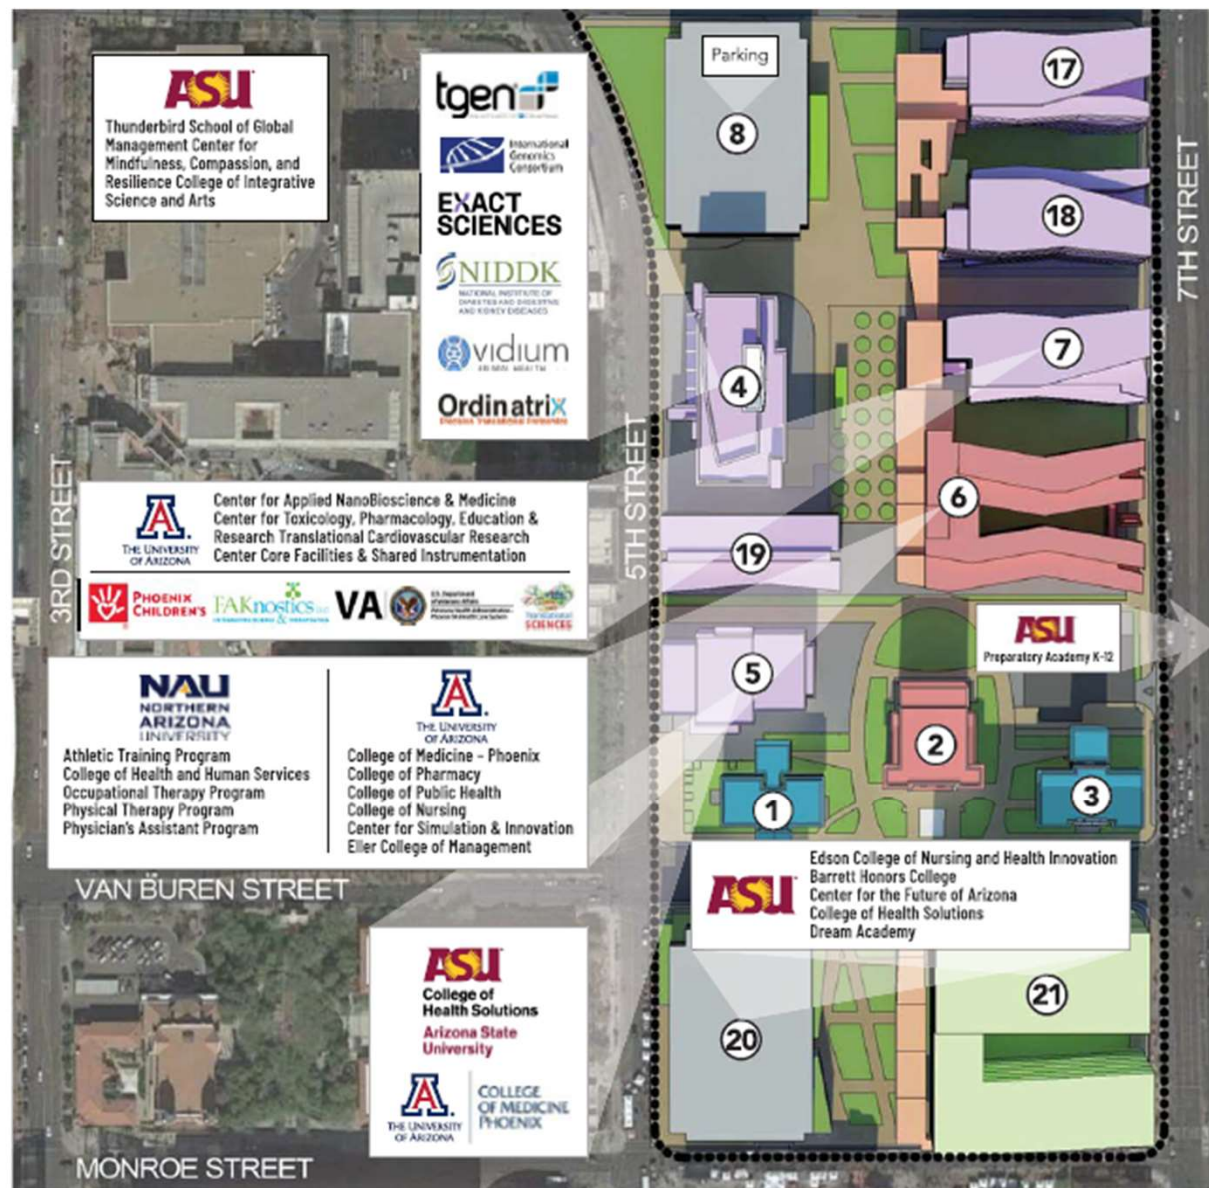 Parking
8
17
18
7TH STREET
7
4
6
19
5
2
1
3
20
21
ASU
Thunderbird School of Global
Management Center for
Mindfulness, Compassion, and
Resilience College of Integrative
Science and Arts
tgen
International
Genomics
Consortium
EXACT
SCIENCES
NIDDK
NATIONAL INSTITUTE OF
DIABETES AND DIGESTIVE
AND KIDNEY DISEASES
vidium
Ordinatrix
3RD STREET
5TH STREET
A
THE UNIVERSITY
OF ARIZONA
Center for Applied NanoBioscience & Medicine
Center for Toxicology, Pharmacology, Education &
Research Translational Cardiovascular Research
Center Core Facilities & Shared Instrumentation
PHOENIX
CHILDREN'S
FAKnostics
VA
SCIENCES
ASU
Preparatory Academy K-12
NAU
NORTHERN
ARIZONA
UNIVERSITY
Athletic Training Program
College of Health and Human Services
Occupational Therapy Program
Physical Therapy Program
Physician's Assistant Program
A
THE UNIVERSITY
OF ARIZONA
College of Medicine – Phoenix
College of Pharmacy
College of Public Health
College of Nursing
Center for Simulation & Innovation
Eller College of Management
VAN BUREN STREET
ASU
Edson College of Nursing and Health Innovation
Barrett Honors College
Center for the Future of Arizona
College of Health Solutions
Dream Academy
ASU
College of
Health Solutions
Arizona State
University
A
THE UNIVERSITY
OF ARIZONA
COLLEGE
OF MEDICINE
PHOENIX
MONROE STREET